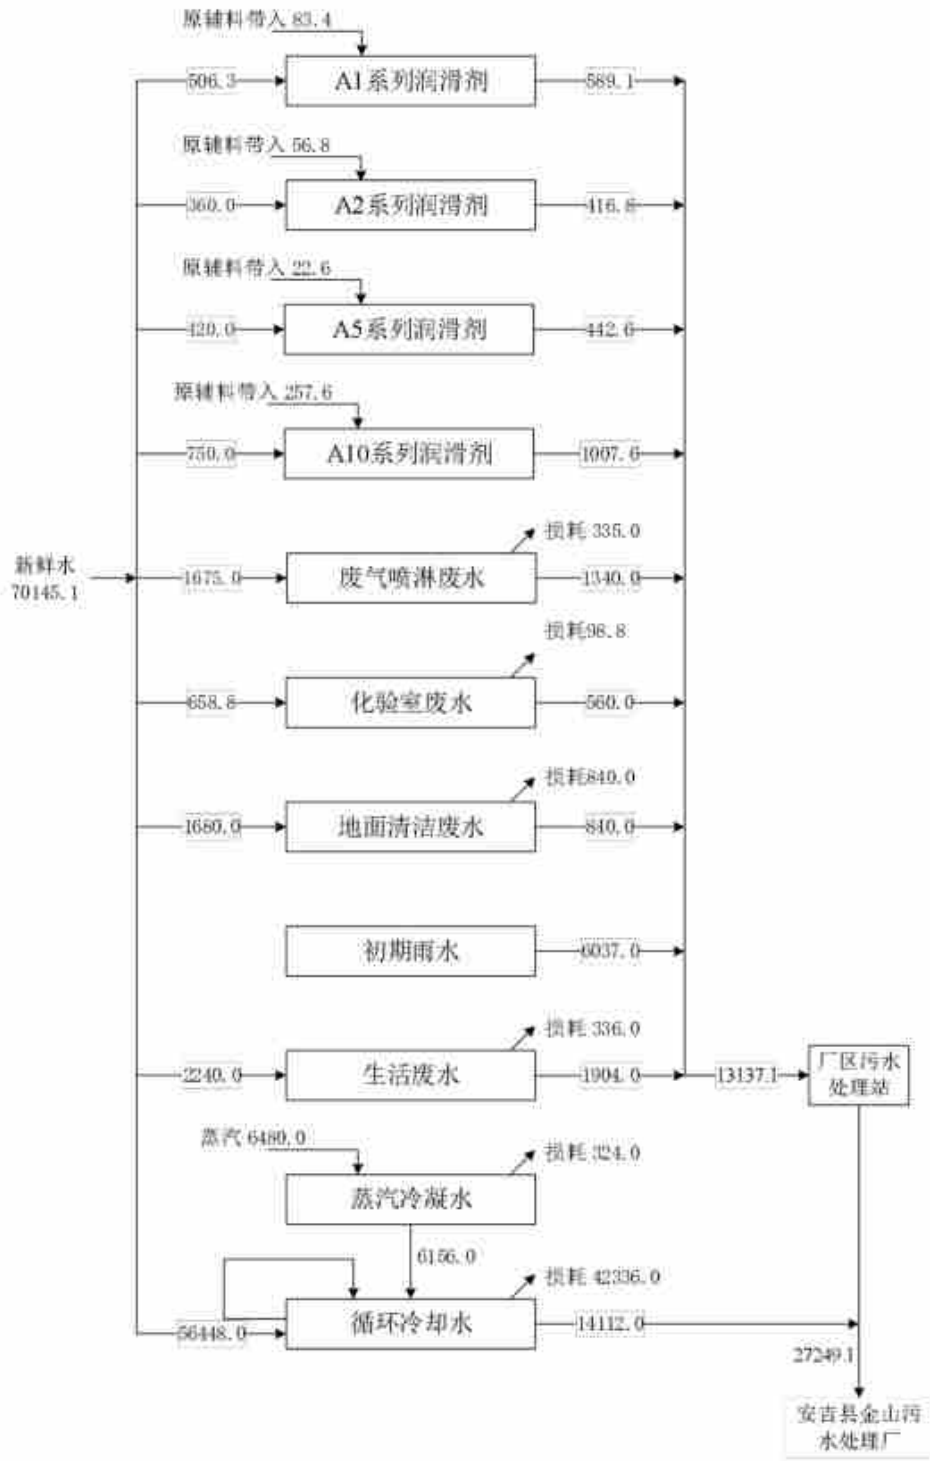 原辅料带入 83.4
506.3
A1系列润滑剂
589.1
原辅料带入 56.8
360.0
A2系列润滑剂
416.8
原辅料带入 22.6
420.0
A5系列润滑剂
442.6
原辅料带入 257.6
750.0
A10系列润滑剂
1007.6
损耗 335.0
新鲜水
70145.1
1675.0
废气喷淋废水
1340.0
损耗98.8
658.8
化验室废水
560.0
损耗840.0
1680.0
地面清洁废水
840.0
初期雨水
6037.0
损耗 336.0
2240.0
生活废水
1904.0
13137.1
厂区污水
处理站
蒸汽 6480.0
损耗 324.0
蒸汽冷凝水
6156.0
损耗 42336.0
56448.0
循环冷却水
14112.0
27249.1
安吉县金山污
水处理厂